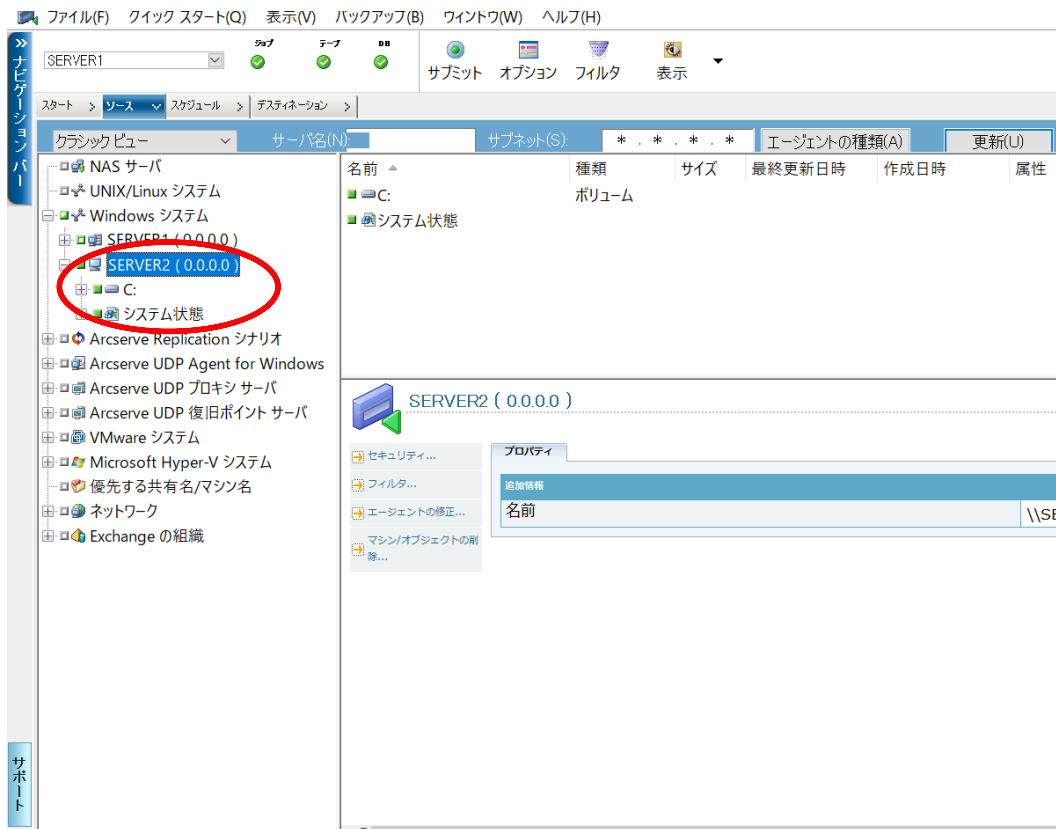 ファイル(F) クイック スタート(Q) 表示(V) バックアップ(B) ウィンドウ(W) ヘルプ(H)
» ナビゲーション バー
SERVER1
ジョブ テープ DB
サブミット オプション フィルタ 表示
スタート > ソース スケジュール > デスティネーション >
クラシック ビュー サーバ名(N): サブネット(S): * . * . * . * エージェントの種類(A) 更新(U)
NAS サーバ
UNIX/Linux システム
Windows システム
SERVER1 ( 0.0.0.0 )
SERVER2 ( 0.0.0.0 )
C:
システム状態
Arcserve Replication シナリオ
Arcserve UDP Agent for Windows
Arcserve UDP プロキシ サーバ
Arcserve UDP 復旧ポイント サーバ
VMware システム
Microsoft Hyper-V システム
優先する共有名/マシン名
ネットワーク
Exchange の組織
名前 種類 サイズ 最終更新日時 作成日時 属性
C: ボリューム
システム状態
SERVER2 ( 0.0.0.0 )
セキュリティ...
フィルタ...
エージェントの修正...
マシン/オブジェクトの削
除...
プロパティ
追加情報
名前 \\SE
サポート